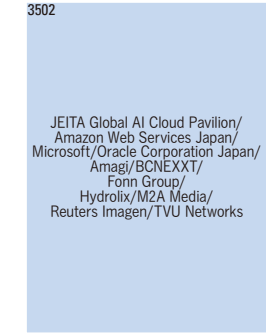 3502
JEITA Global AI Cloud Pavilion/
Amazon Web Services Japan/
Microsoft/Oracle Corporation Japan/
Amagi/BCNEXXT/
Fonn Group/
Hydrolix/M2A Media/
Reuters Imagen/TVU Networks